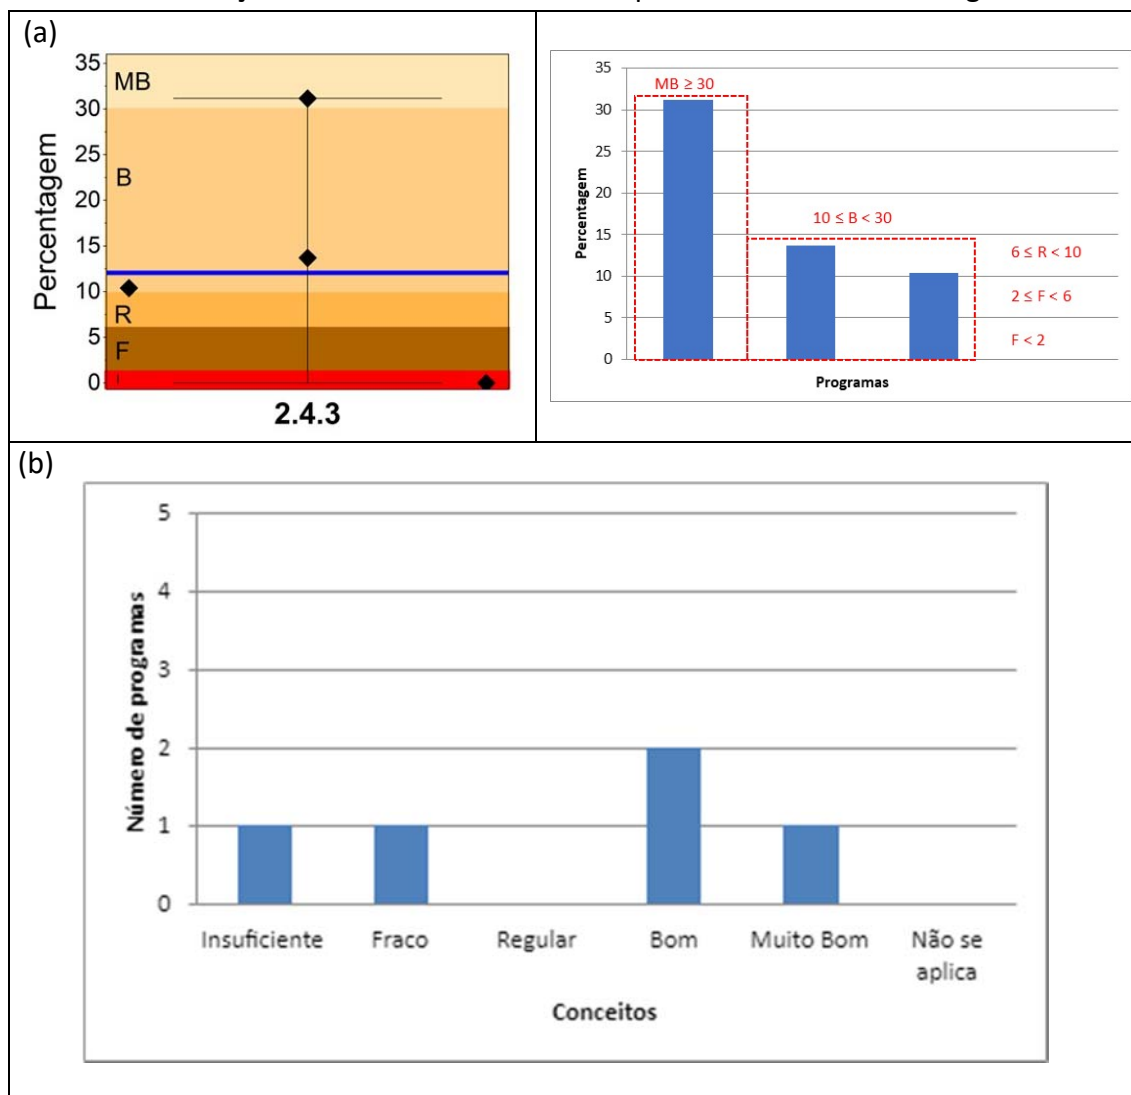 (a)
35
30
25
20
15
10
5
0
Percentagem
MB
B
R
F
I
2.4.3
35
30
25
20
15
10
5
0
Percentagem
MB ≥ 30
10 ≤ B < 30
6 ≤ R < 10
2 ≤ F < 6
F < 2
Programas
(b)
5
4
3
2
1
0
Número de programas
Insuficiente Fraco Regular Bom Muito Bom Não se
aplica
Conceitos